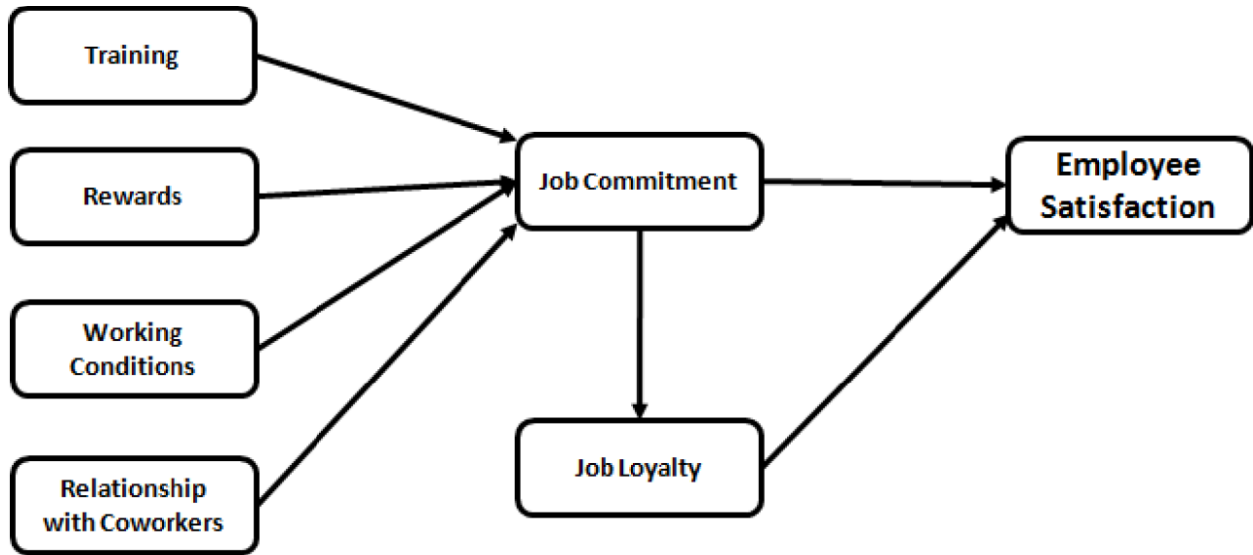 Training
Rewards
Working
Conditions
Relationship
with Coworkers
Job Commitment
Job Loyalty
Employee
Satisfaction